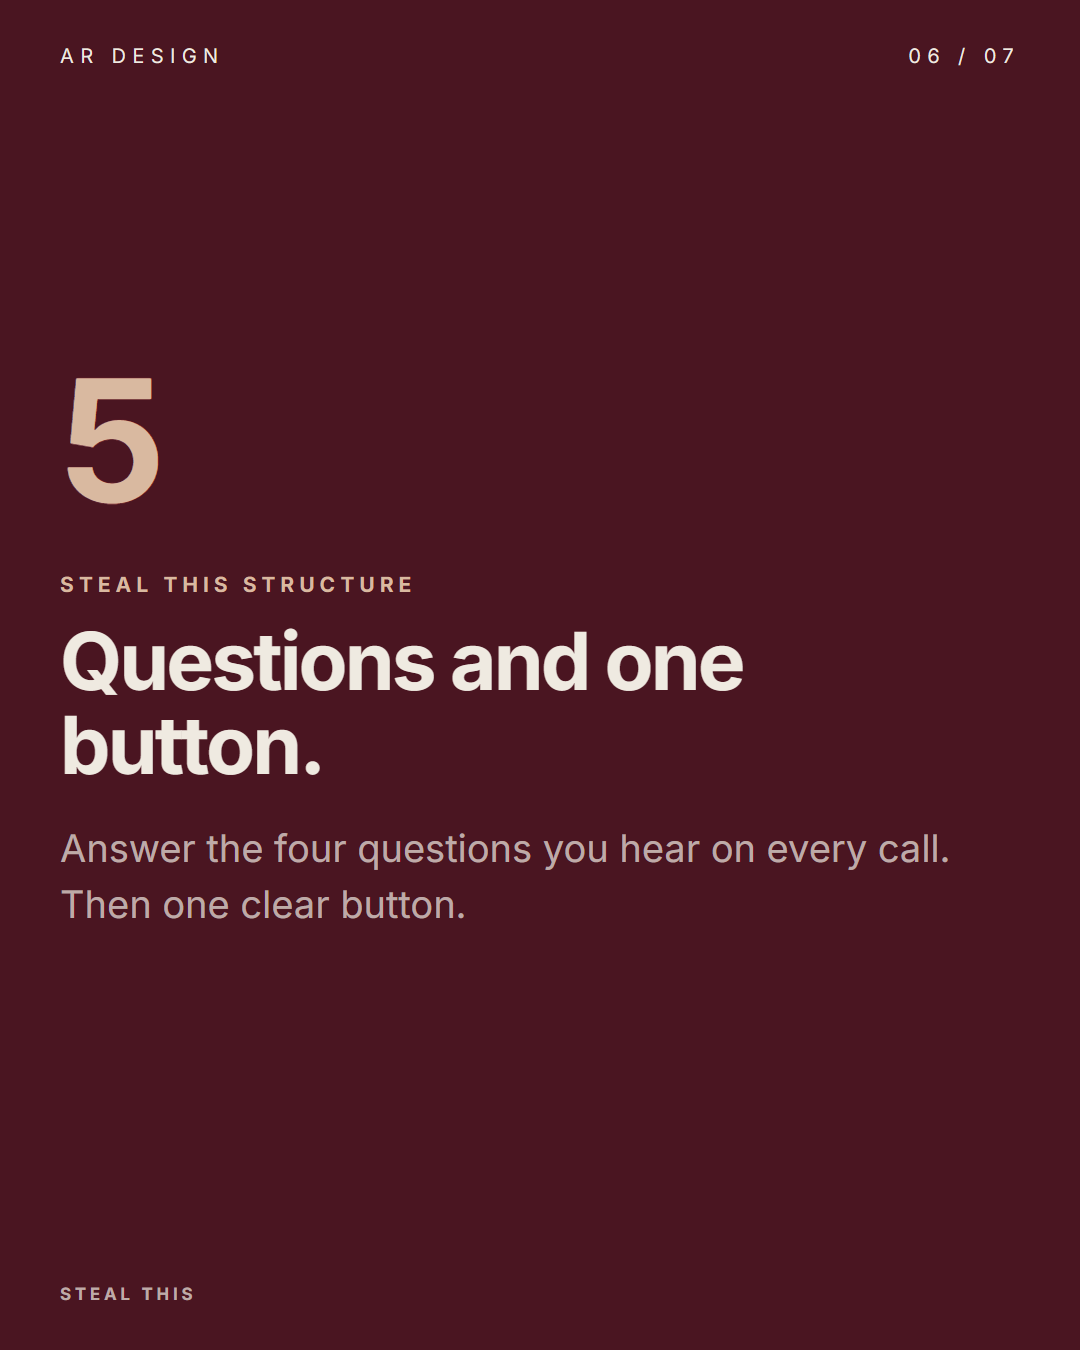 AR DESIGN
06 / 07
5
STEAL THIS STRUCTURE
Questions and one
button.
Answer the four questions you hear on every call.
Then one clear button.
STEAL THIS